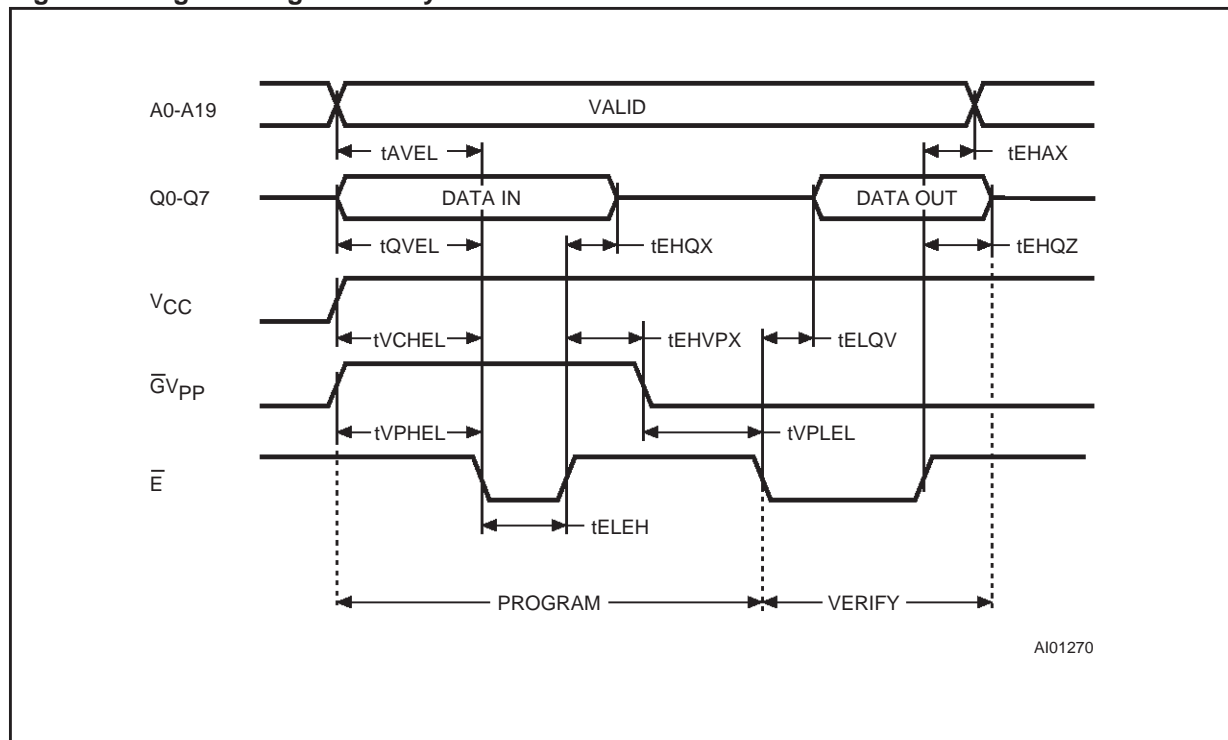 A0-A19
VALID
tAVEL
tEHAX
Q0-Q7
DATA IN
DATA OUT
tQVEL
tEHQX
tEHQZ
VCC
tVCHEL
tEHVPX
tELQV
G̅VPP
tVPHEL
tVPLEL
E̅
tELEH
PROGRAM
VERIFY
AI01270